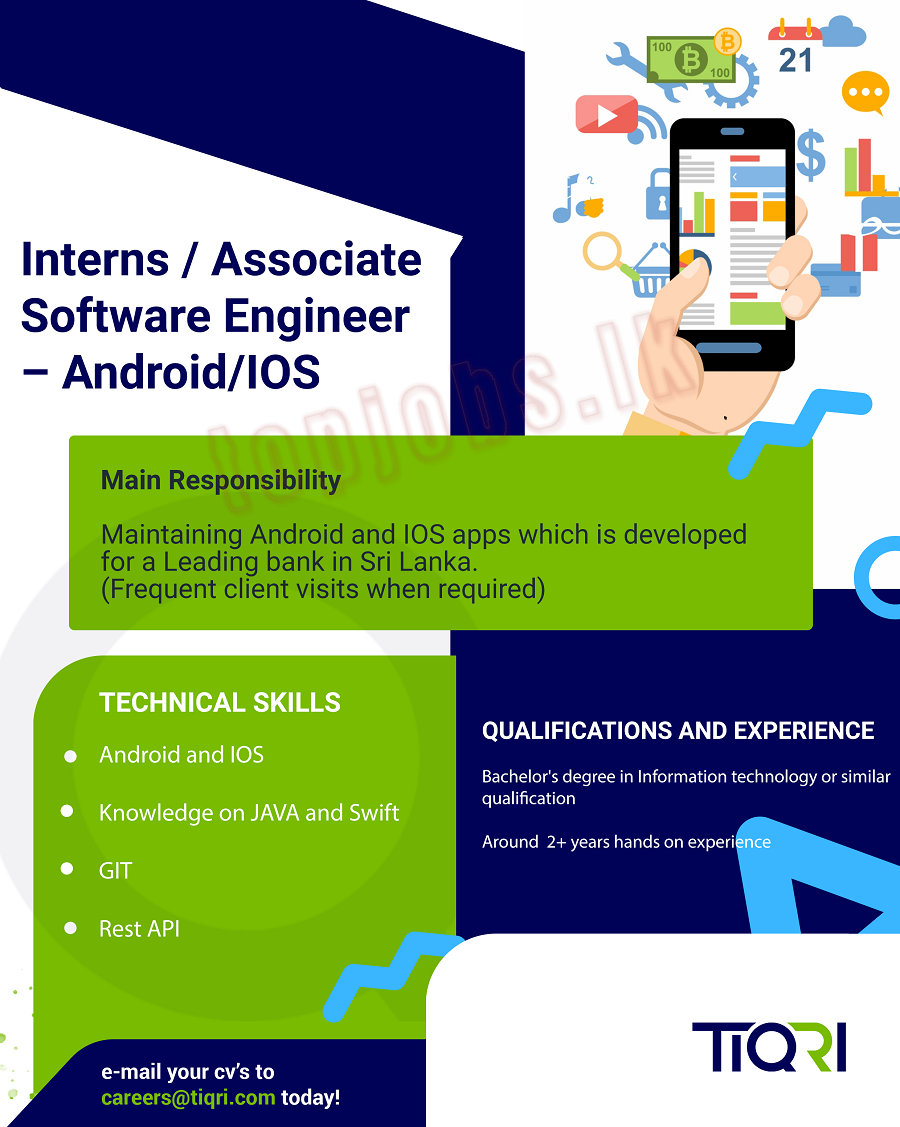 100
100
21
Interns / Associate
Software Engineer
– Android/IOS
topjobs.lk
Main Responsibility
Maintaining Android and IOS apps which is developed
for a Leading bank in Sri Lanka.
(Frequent client visits when required)
TECHNICAL SKILLS
Android and IOS
Knowledge on JAVA and Swift
GIT
Rest API
QUALIFICATIONS AND EXPERIENCE
Bachelor's degree in Information technology or similar
qualification
Around 2+ years hands on experience
e-mail your cv's to
careers@tiqri.com today!
TIQRI